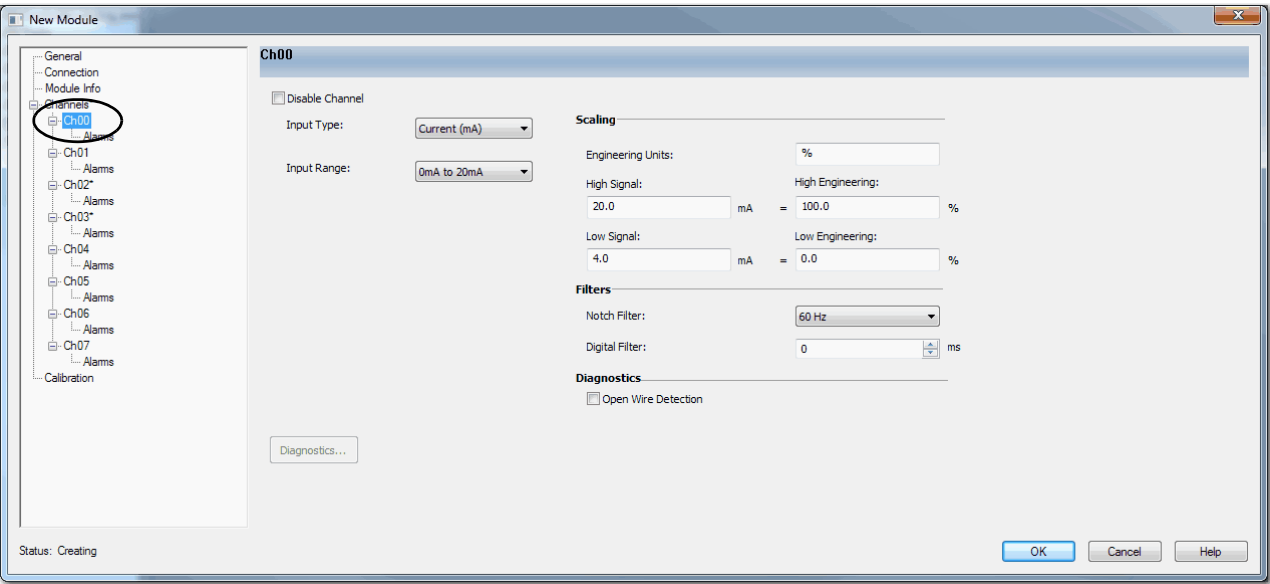 New Module
General
Connection
Module Info
Channels
Ch00
Alarms
Ch01
Alarms
Ch02*
Alarms
Ch03*
Alarms
Ch04
Alarms
Ch05
Alarms
Ch06
Alarms
Ch07
Alarms
Calibration
Ch00
Disable Channel
Input Type: Current (mA)
Input Range: 0mA to 20mA
Diagnostics...
Scaling
Engineering Units: %
High Signal: High Engineering:
20.0 mA = 100.0 %
Low Signal: Low Engineering:
4.0 mA = 0.0 %
Filters
Notch Filter: 60 Hz
Digital Filter: 0 ms
Diagnostics
Open Wire Detection
Status: Creating
OK Cancel Help